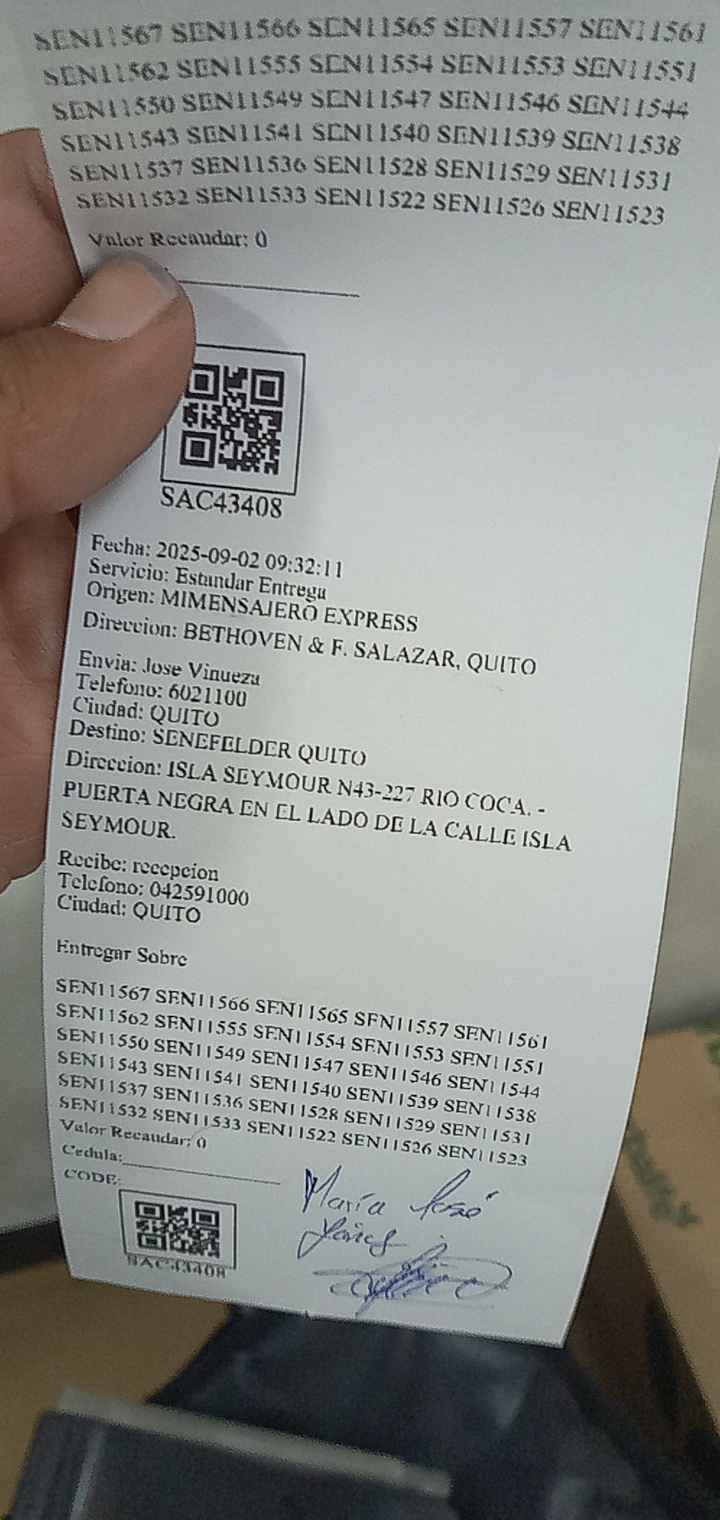 SEN11567 SEN11566 SEN11565 SEN11557 SEN11561
SEN11562 SEN11555 SEN11554 SEN11553 SEN11551
SEN11550 SEN11549 SEN11547 SEN11546 SEN11544
SEN11543 SEN11541 SEN11540 SEN11539 SEN11538
SEN11537 SEN11536 SEN11528 SEN11529 SEN11531
SEN11532 SEN11533 SEN11522 SEN11526 SEN11523
Valor Recaudar: 0
SAC43408
Fecha: 2025-09-02 09:32:11
Servicio: Estandar Entrega
Origen: MIMENSAJERO EXPRESS
Direccion: BETHOVEN & F. SALAZAR, QUITO
Envia: Jose Vinueza
Telefono: 6021100
Ciudad: QUITO
Destino: SENEFELDER QUITO
Direccion: ISLA SEYMOUR N43-227 RIO COCA. -
PUERTA NEGRA EN EL LADO DE LA CALLE ISLA
SEYMOUR.
Recibe: recepcion
Telefono: 042591000
Ciudad: QUITO
Entregar Sobre
SEN11567 SEN11566 SEN11565 SEN11557 SEN11561
SEN11562 SEN11555 SEN11554 SEN11553 SEN11551
SEN11550 SEN11549 SEN11547 SEN11546 SEN11544
SEN11543 SEN11541 SEN11540 SEN11539 SEN11538
SEN11537 SEN11536 SEN11528 SEN11529 SEN11531
SEN11532 SEN11533 SEN11522 SEN11526 SEN11523
Valor Recaudar: 0
Cedula:
CODE:
María José
SAC43408